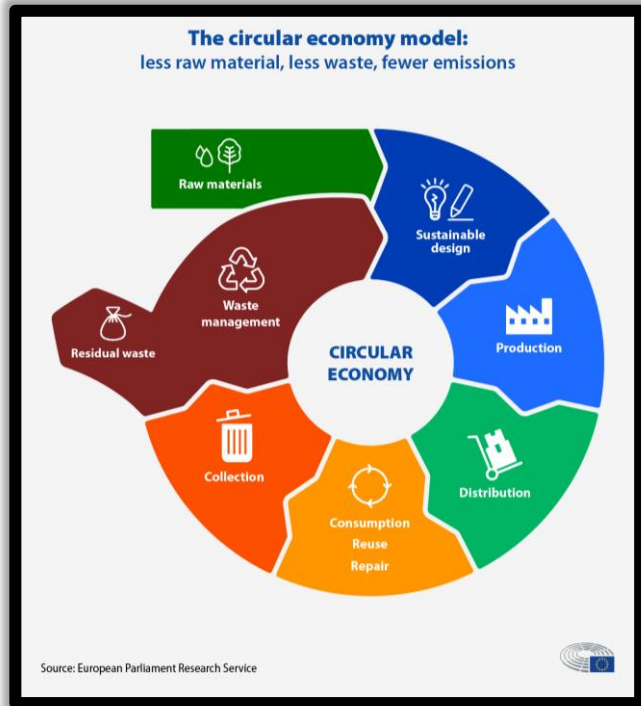 The circular economy model:
less raw material, less waste, fewer emissions
Raw materials
Sustainable
design
Waste
management
Residual waste
Production
CIRCULAR
ECONOMY
Collection
Distribution
Consumption
Reuse
Repair
Source: European Parliament Research Service